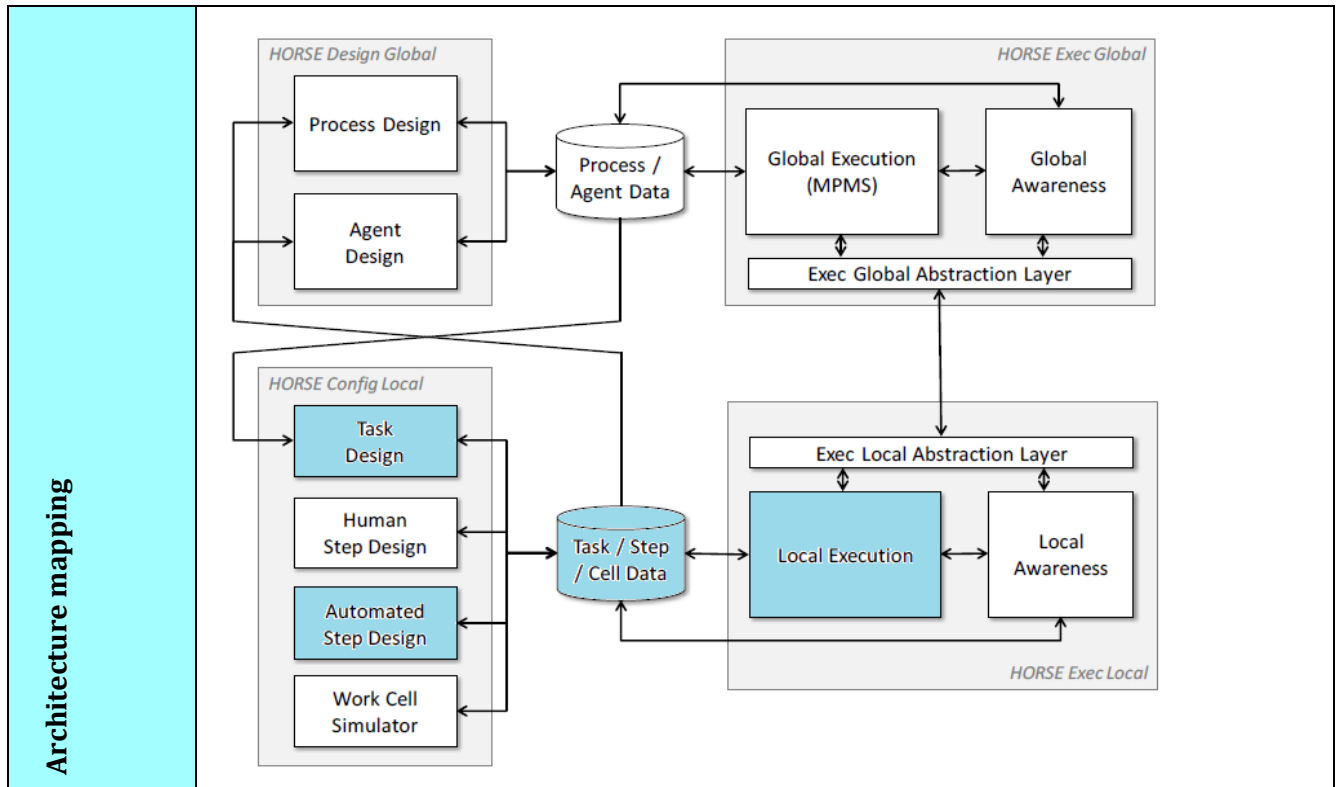 Architecture mapping
HORSE Design Global
Process Design
Agent
Design
Process /
Agent Data
HORSE Exec Global
Global Execution
(MPMS)
Global
Awareness
Exec Global Abstraction Layer
HORSE Config Local
Task
Design
Human
Step Design
Automated
Step Design
Work Cell
Simulator
Task / Step
/ Cell Data
Exec Local Abstraction Layer
Local Execution
Local
Awareness
HORSE Exec Local